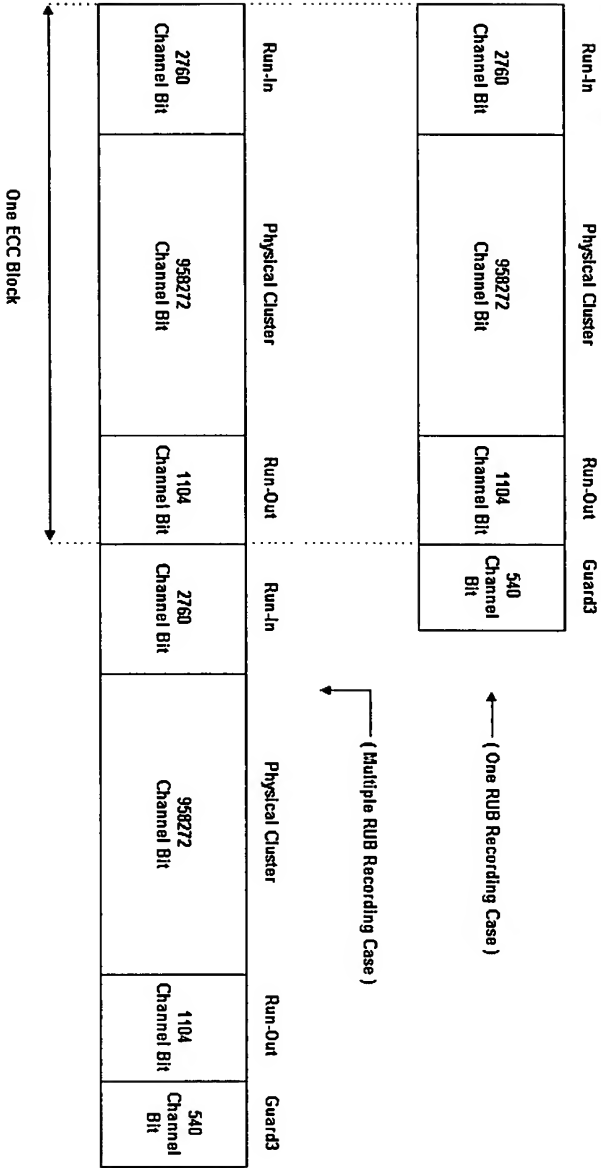 Run-In
Physical Cluster
Run-Out
Guard3
2760
Channel Bit
958272
Channel Bit
1104
Channel Bit
540
Channel
Bit
( One RUB Recording Case )
( Multiple RUB Recording Case )
Run-In
Physical Cluster
Run-Out
Run-In
Physical Cluster
Run-Out
Guard3
2760
Channel Bit
958272
Channel Bit
1104
Channel Bit
2760
Channel Bit
958272
Channel Bit
1104
Channel Bit
540
Channel
Bit
One ECC Block